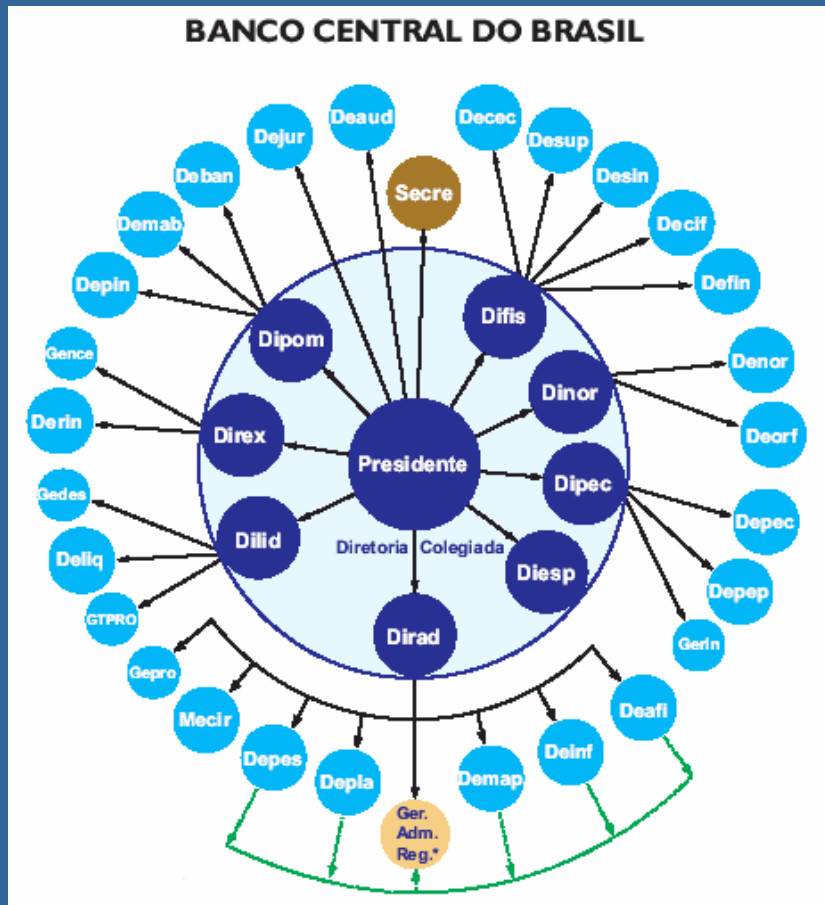 BANCO CENTRAL DO BRASIL
Deaud
Decec
Dejur
Desup
Deban
Secre
Desin
Demab
Decif
Depin
Defin
Dipom
Difis
Gence
Denor
Dinor
Derin
Direx
Deorf
Presidente
Dipec
Gedes
Depec
Dilid
Diretoria Colegiada
Deliq
Diesp
Depep
GTPRO
Dirad
Gerin
Gepro
Mecir
Deafi
Depes
Deinf
Depla
Demap
Ger.
Adm.
Reg.*